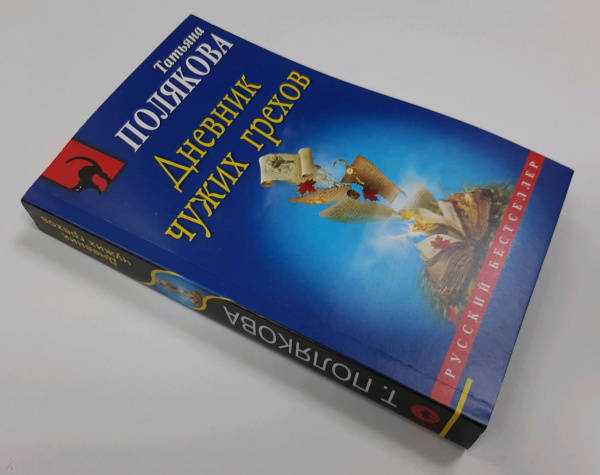 Татьяна
ПОЛЯКОВА
Дневник
чужих грехов
РУССКИЙ БЕСТСЕЛЛЕР
Дневник
чужих грехов
Т. ПОЛЯКОВА